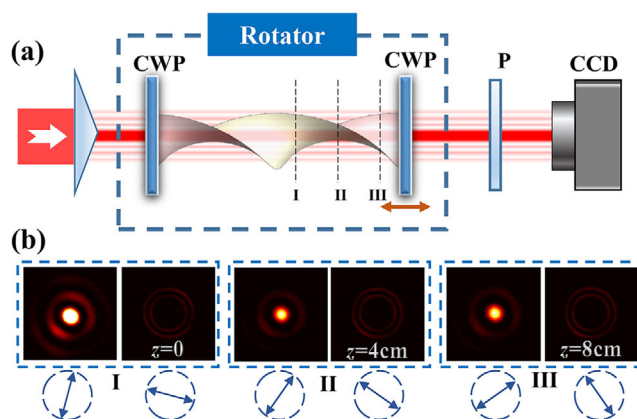 Rotator
(a)
CWP
CWP
P
CCD
I
II
III
(b)
z=0
z=4cm
z=8cm
I
II
III